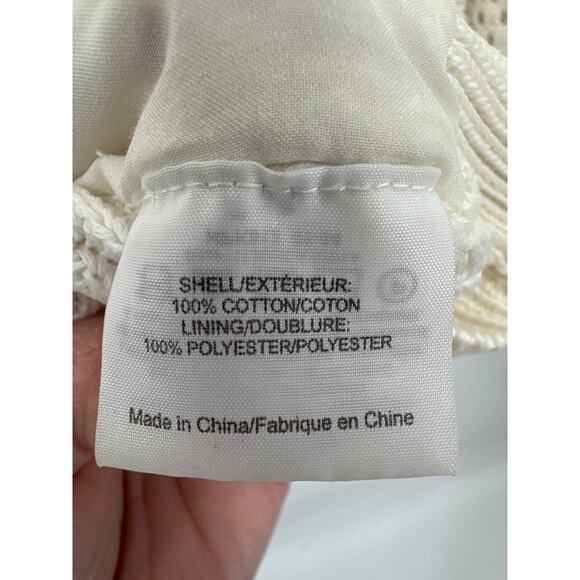 SHELL/EXTÉRIEUR:
100% COTTON/COTON
LINING/DOUBLURE:
100% POLYESTER/POLYESTER
Made in China/Fabrique en Chine